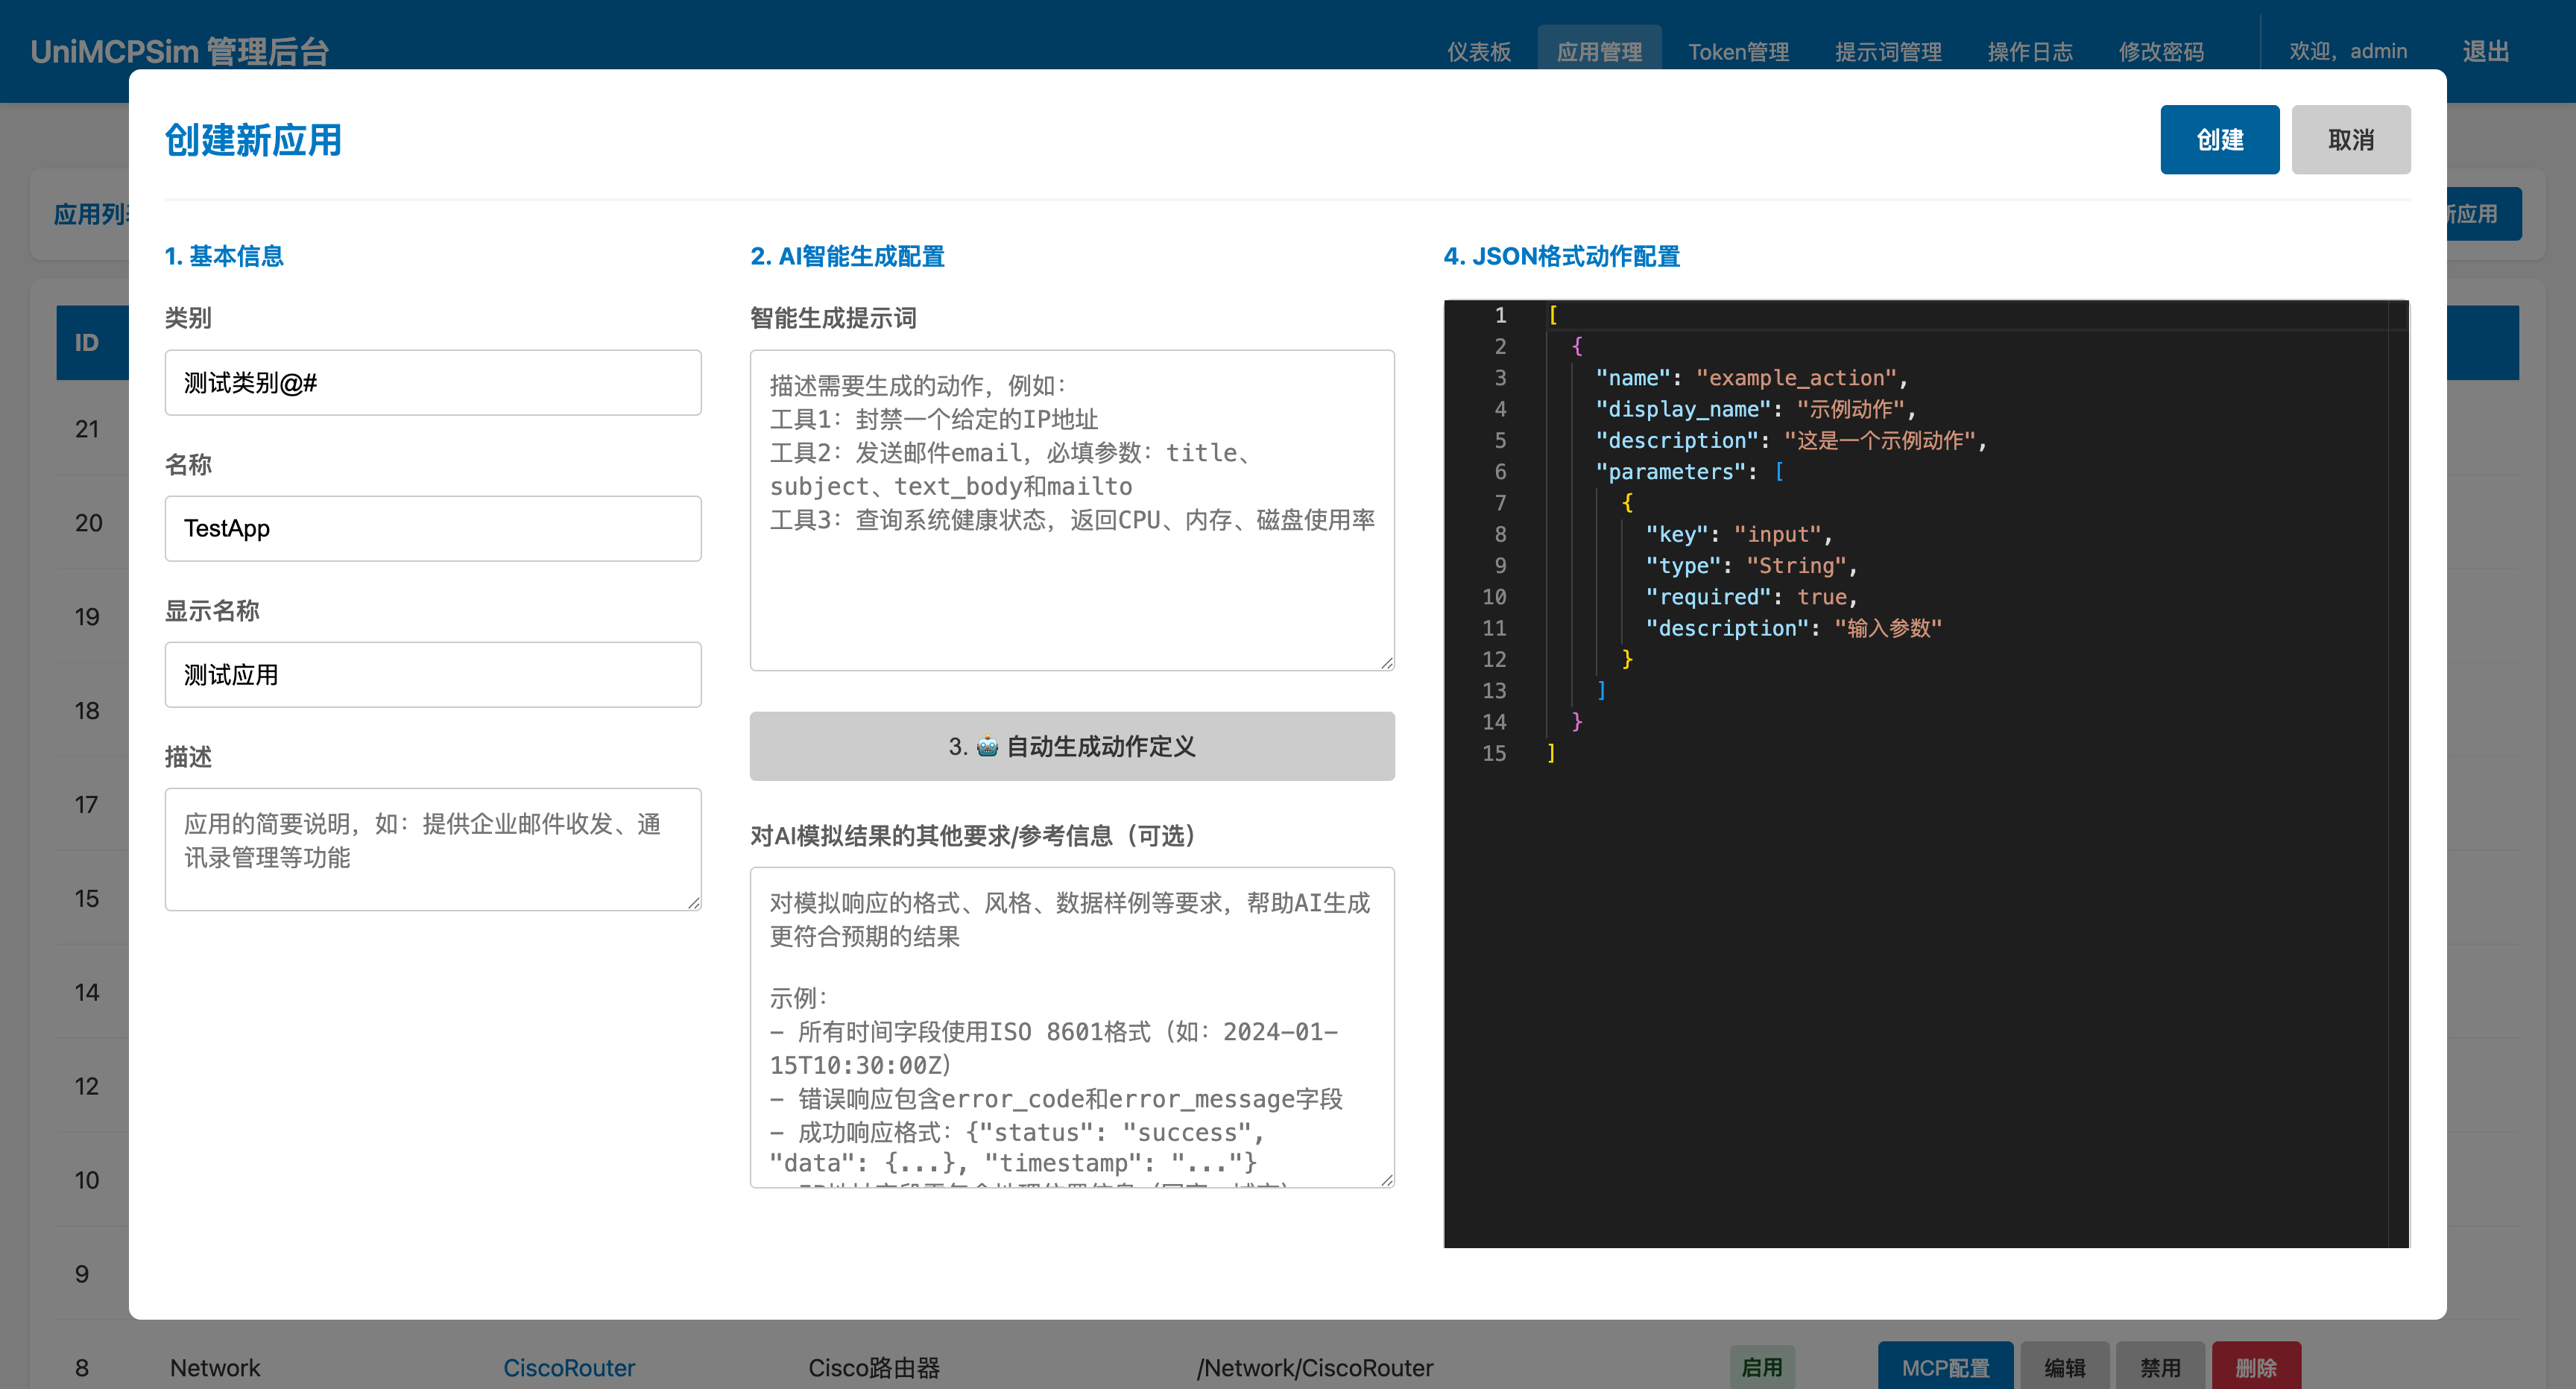 UniMCPSim 管理后台
仪表板
应用管理
Token管理
提示词管理
操作日志
修改密码
欢迎，admin
退出
创建新应用
创建
取消
应用列
新应用
1. 基本信息
类别
测试类别@#
名称
TestApp
显示名称
测试应用
描述
应用的简要说明，如：提供企业邮件收发、通
讯录管理等功能
2. AI智能生成配置
智能生成提示词
描述需要生成的动作，例如：
工具1：封禁一个给定的IP地址
工具2：发送邮件email，必填参数：title、
subject、text_body和mailto
工具3：查询系统健康状态，返回CPU、内存、磁盘使用率
3. 🤖 自动生成动作定义
对AI模拟结果的其他要求/参考信息（可选）
对模拟响应的格式、风格、数据样例等要求，帮助AI生成
更符合预期的结果
示例：
- 所有时间字段使用ISO 8601格式（如：2024-01-
15T10:30:00Z）
- 错误响应包含error_code和error_message字段
- 成功响应格式：{"status": "success",
"data": {...}, "timestamp": "..."}
4. JSON格式动作配置
1 [
2 {
3 "name": "example_action",
4 "display_name": "示例动作",
5 "description": "这是一个示例动作",
6 "parameters": [
7 {
8 "key": "input",
9 "type": "String",
10 "required": true,
11 "description": "输入参数"
12 }
13 ]
14 }
15 ]
ID
21
20
19
18
17
15
14
12
10
9
8 Network CiscoRouter Cisco路由器 /Network/CiscoRouter 启用 MCP配置 编辑 禁用 删除